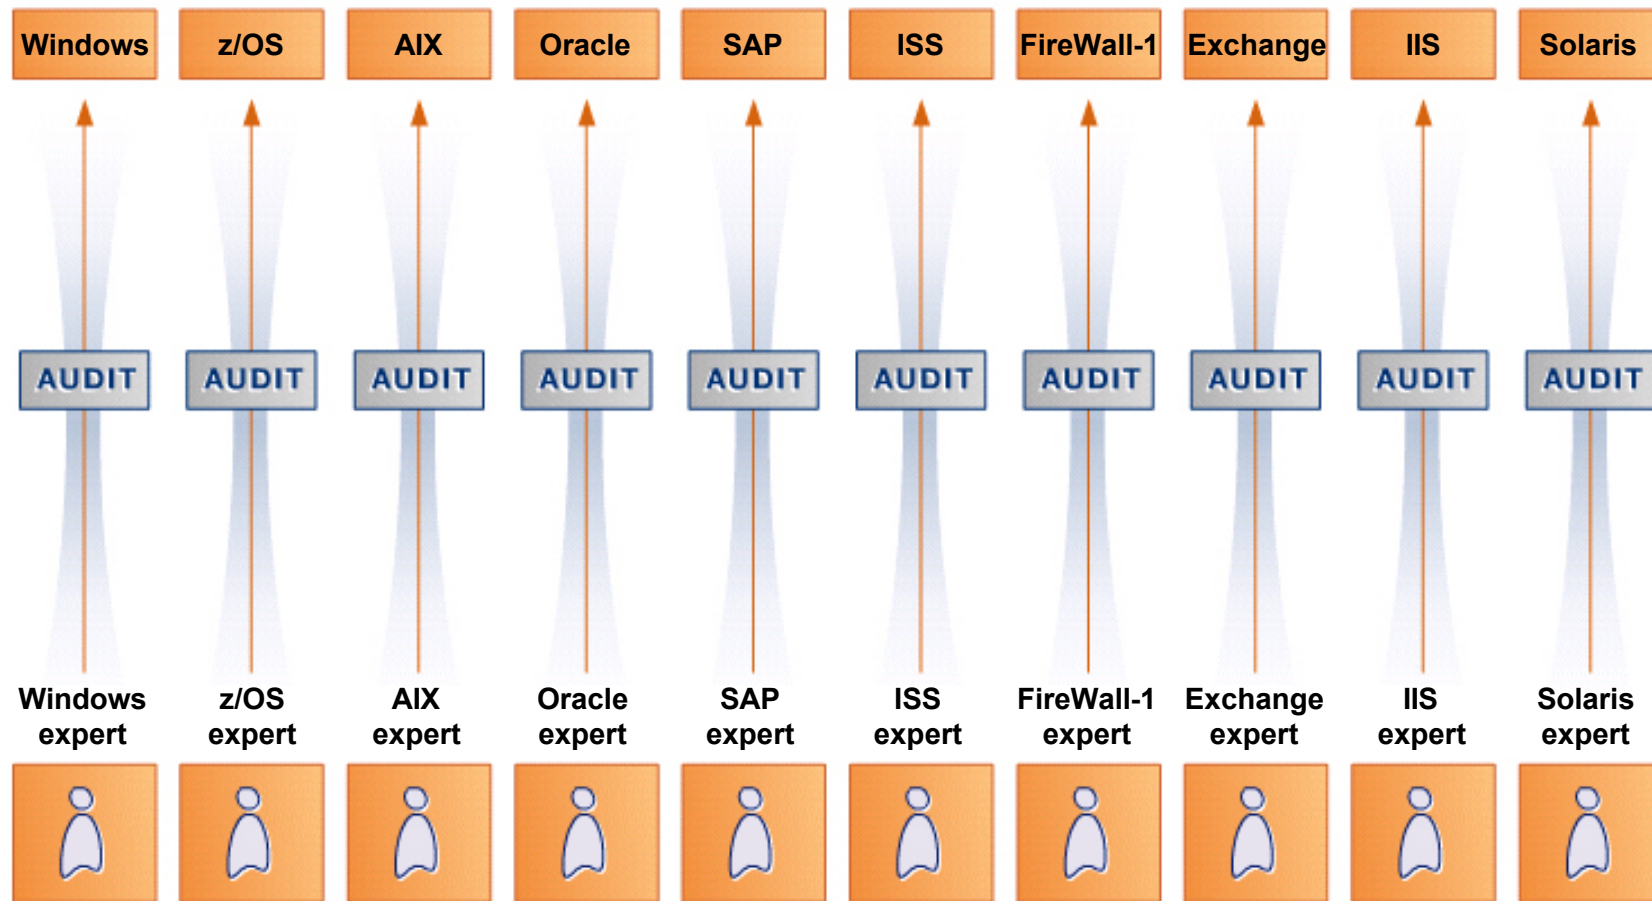 Windows z/OS AIX Oracle SAP ISS FireWall-1 Exchange IIS Solaris
AUDIT AUDIT AUDIT AUDIT AUDIT AUDIT AUDIT AUDIT AUDIT AUDIT
Windows z/OS AIX Oracle SAP ISS FireWall-1 Exchange IIS Solaris
expert expert expert expert expert expert expert expert expert expert